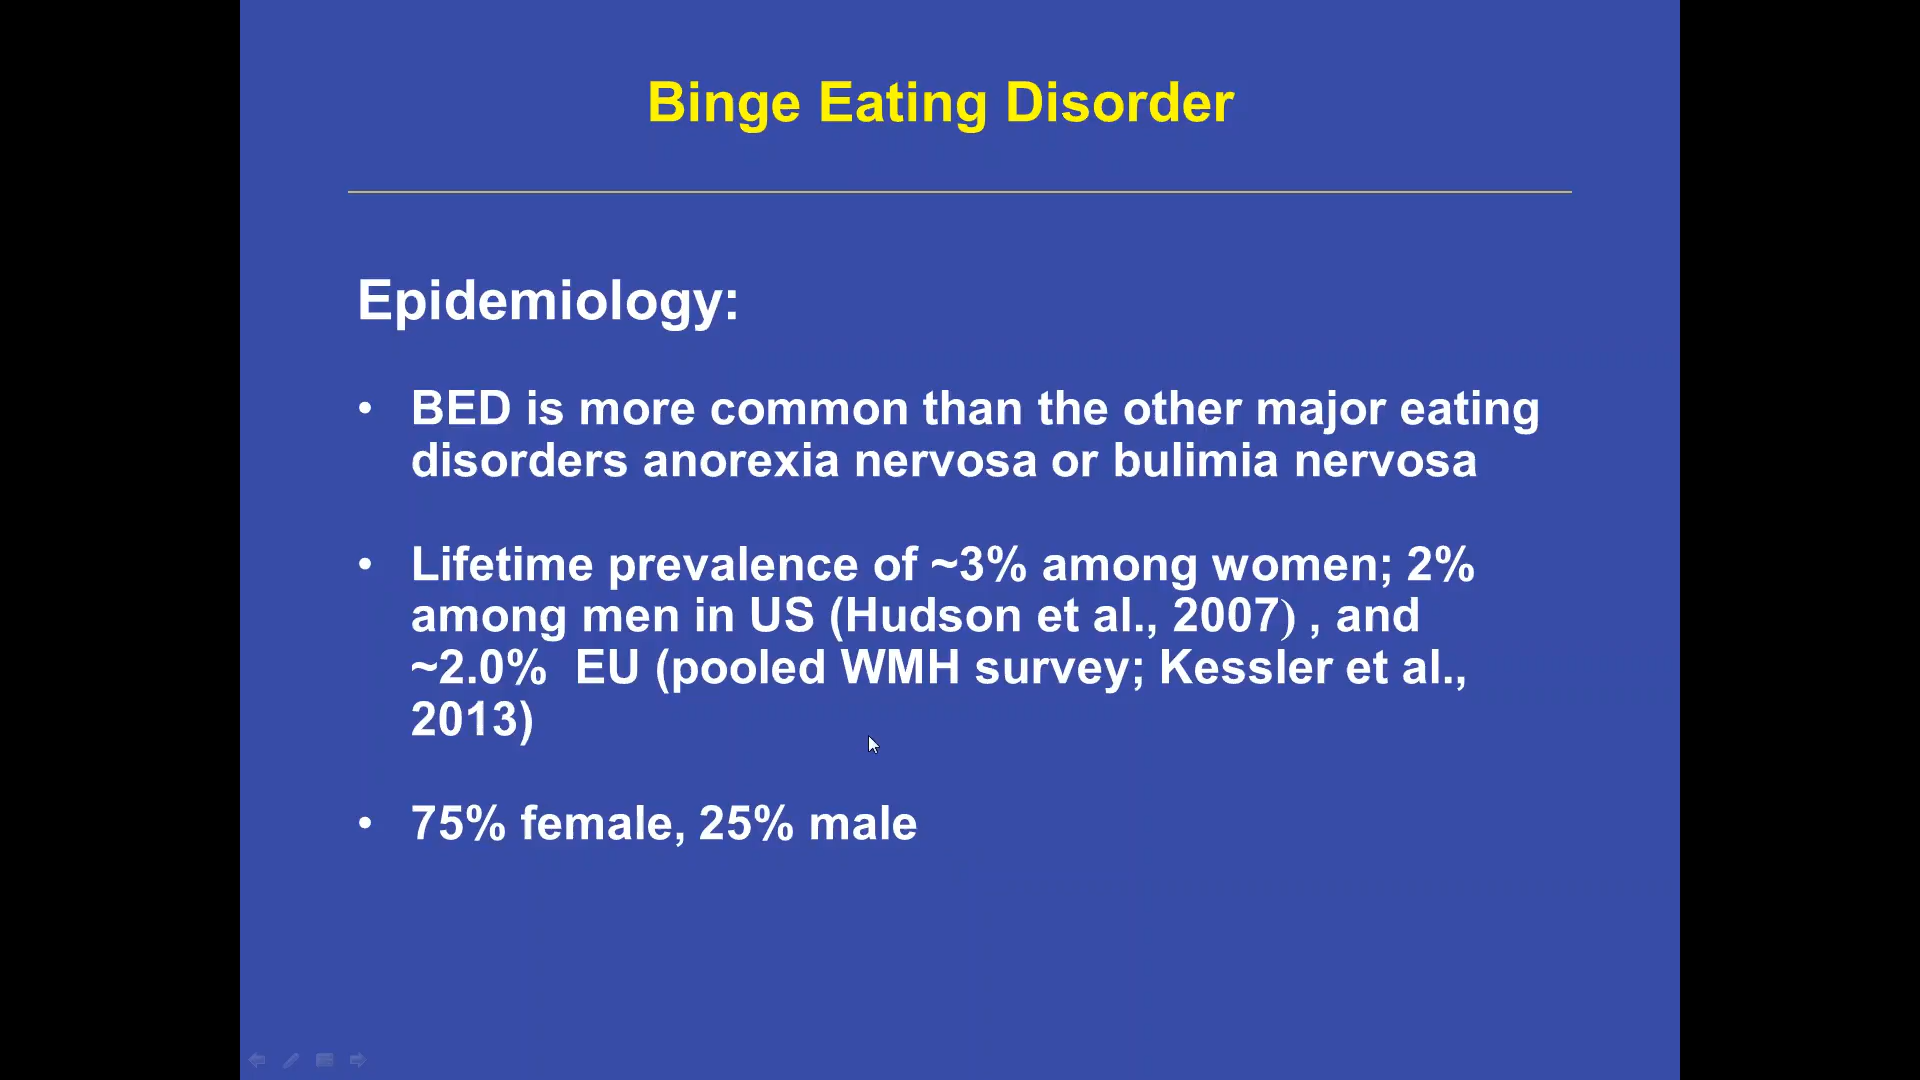 Binge Eating Disorder
Epidemiology:
• BED is more common than the other major eating
disorders anorexia nervosa or bulimia nervosa
• Lifetime prevalence of ~3% among women; 2%
among men in US (Hudson et al., 2007) , and
~2.0%  EU (pooled WMH survey; Kessler et al.,
2013)
• 75% female, 25% male